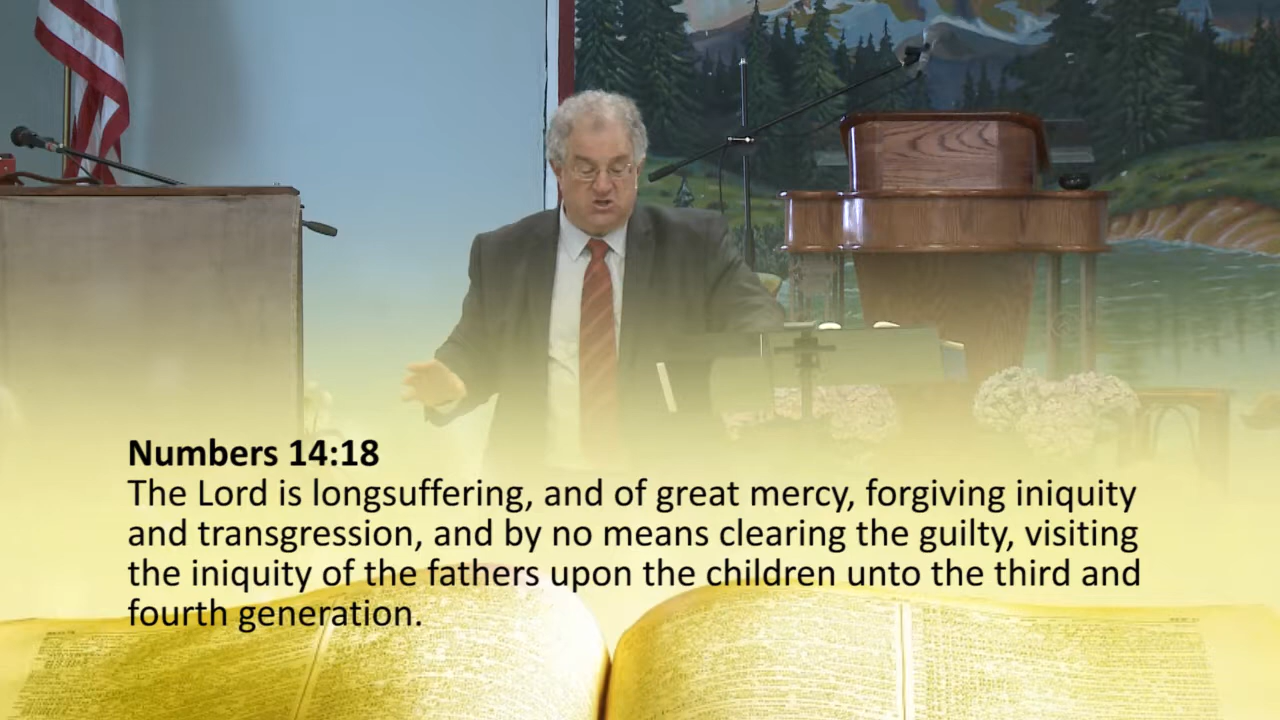 Numbers 14:18
The Lord is longsuffering, and of great mercy, forgiving iniquity
and transgression, and by no means clearing the guilty, visiting
the iniquity of the fathers upon the children unto the third and
fourth generation.